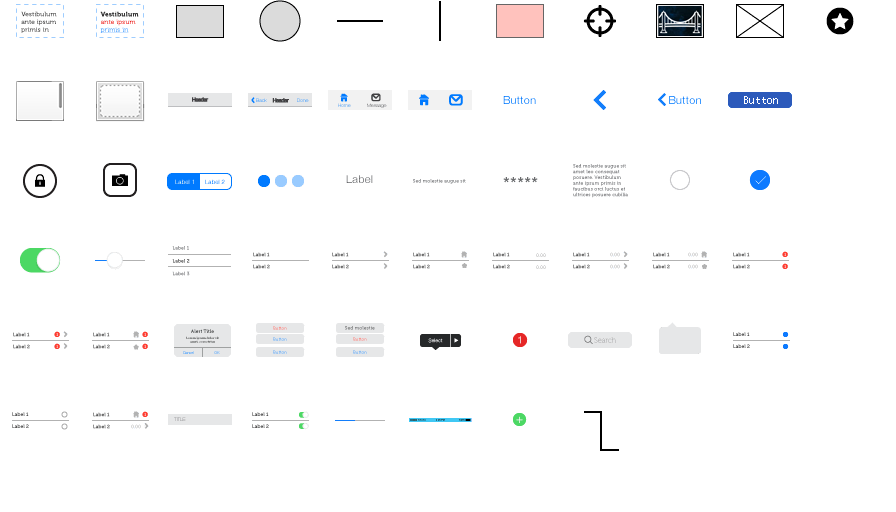 Vestibulum
ante ipsum
primis in
Vestibulum
ante ipsum
primis in
Header
Back Header Done
Home Message
Button
Button
Button
Label 1 Label 2
Label
Sed molestie augue sit
*****
Sed molestie augue sit
amet leo consequat
posuere. Vestibulum
ante ipsum primis in
faucibus orci luctus et
ultrices posuere cubilia
Label 1
Label 2
Label 3
Label 1
Label 2
Label 1
Label 2
Label 1
Label 2
Label 1 0.00
Label 2 0.00
Label 1 0.00
Label 2 0.00
Label 1 0.00
Label 2 0.00
Label 1 1
Label 2 1
Label 1 1
Label 2 1
Label 1 1
Label 2 1
Alert Title
Cancel OK
Button
Button
Button
Sed molestie
Button
Button
Select
1
Search
Label 1
Label 2
Label 1
Label 2
Label 1 1
Label 2 0.00
TITLE
Label 1
Label 2